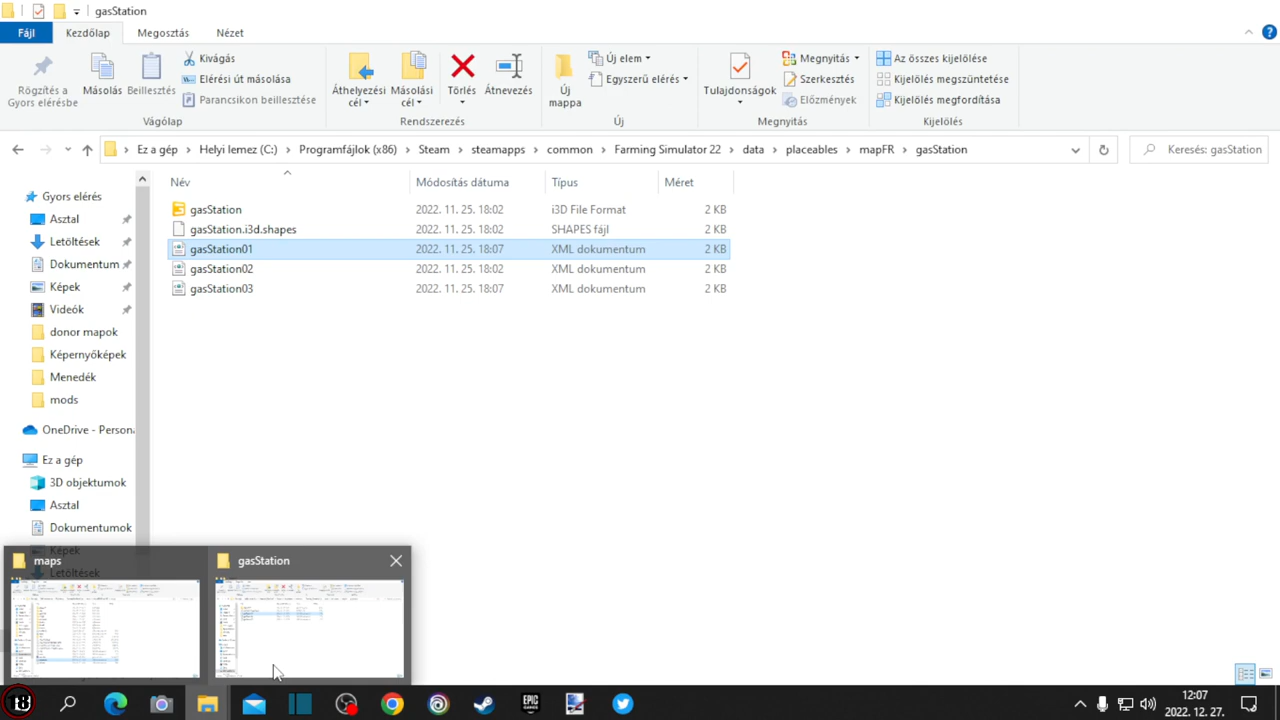 gasStation
Fájl
Kezdőlap
Megosztás
Nézet
Rögzítés a Gyors elérésbe
Másolás
Beillesztés
Kivágás
Elérési út másolása
Parancsikon beillesztése
Vágólap
Áthelyezési cél
Másolási cél
Törlés
Átnevezés
Rendszerezés
Új mappa
Új elem
Egyszerű elérés
Új
Tulajdonságok
Megnyitás
Szerkesztés
Előzmények
Megnyitás
Az összes kijelölése
Kijelölés megszüntetése
Kijelölés megfordítása
Kijelölés
Ez a gép > Helyi lemez (C:) > Programfájlok (x86) > Steam > steamapps > common > Farming Simulator 22 > data > placeables > mapFR > gasStation
Keresés: gasStation
Név Módosítás dátuma Típus Méret
gasStation 2022. 11. 25. 18:02 i3D File Format 2 KB
gasStation.i3d.shapes 2022. 11. 25. 18:02 SHAPES fájl 2 KB
gasStation01 2022. 11. 25. 18:07 XML dokumentum 2 KB
gasStation02 2022. 11. 25. 18:02 XML dokumentum 2 KB
gasStation03 2022. 11. 25. 18:07 XML dokumentum 2 KB
Gyors elérés
Asztal
Letöltések
Dokumentum
Képek
Videók
donor mapok
Képernyőképek
Menedék
mods
OneDrive - Persona
Ez a gép
3D objektumok
Asztal
Dokumentumok
Képek
Letöltések
maps
gasStation
EPIC GAMES
12:07
2022. 12. 27.